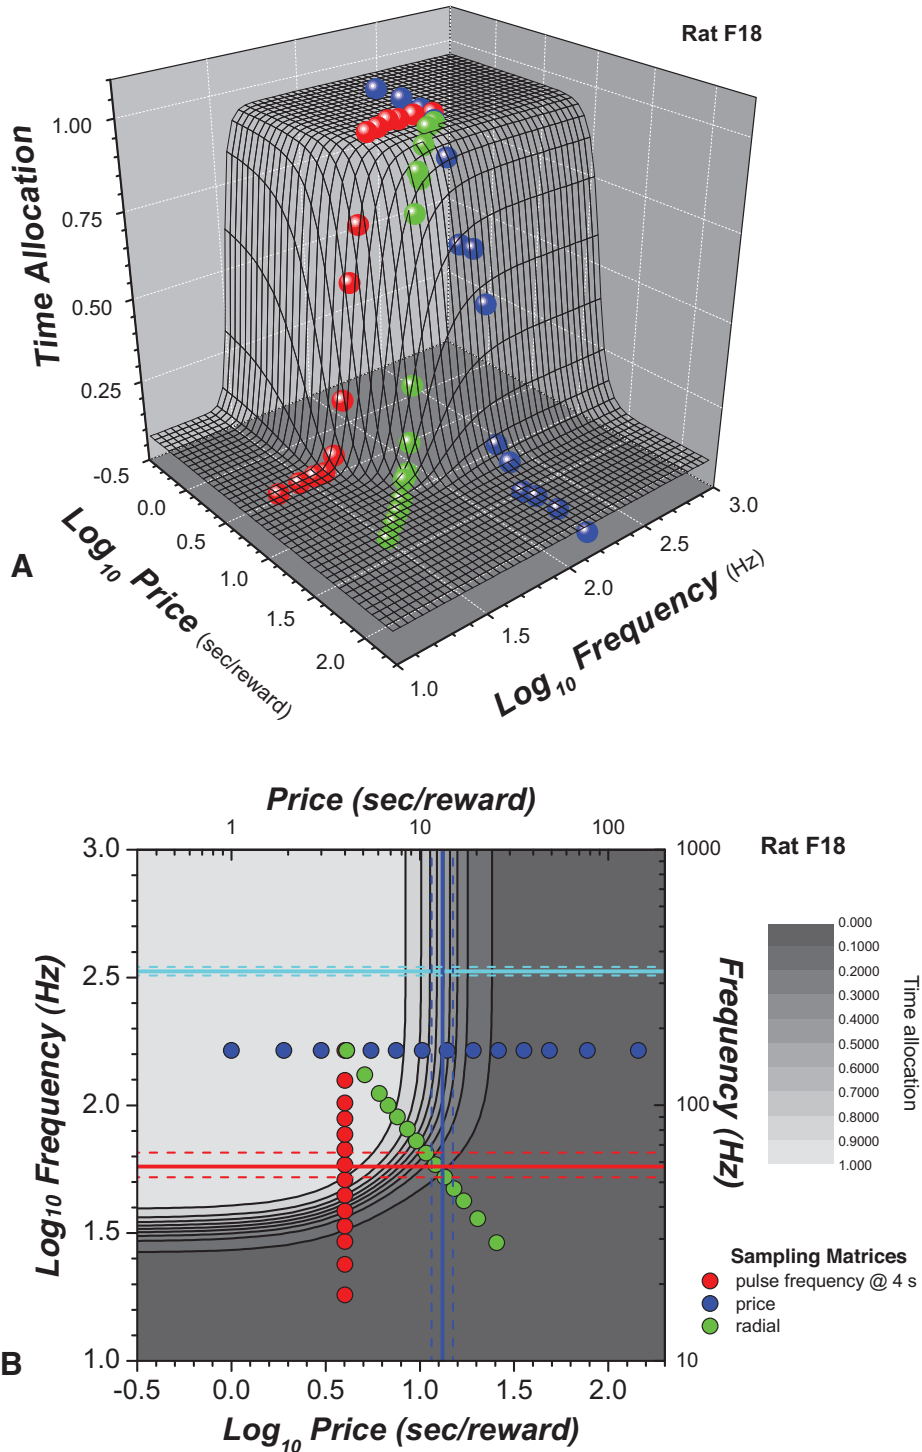 Rat F18
Time Allocation
1.00
0.75
0.50
0.25
-0.5
0.0
0.5
1.0
1.5
2.0
Log10 Price (sec/reward)
1.0
1.5
2.0
2.5
3.0
Log10 Frequency (Hz)
A
Price (sec/reward)
1 10 100
Rat F18
Log10 Frequency (Hz)
3.0
2.5
2.0
1.5
1.0
1000
100
10
Frequency (Hz)
0.000
0.1000
0.2000
0.3000
0.4000
0.5000
0.6000
0.7000
0.8000
0.9000
1.000
Time allocation
Sampling Matrices
pulse frequency @ 4 s
price
radial
B
-0.5 0.0 0.5 1.0 1.5 2.0
Log10 Price (sec/reward)